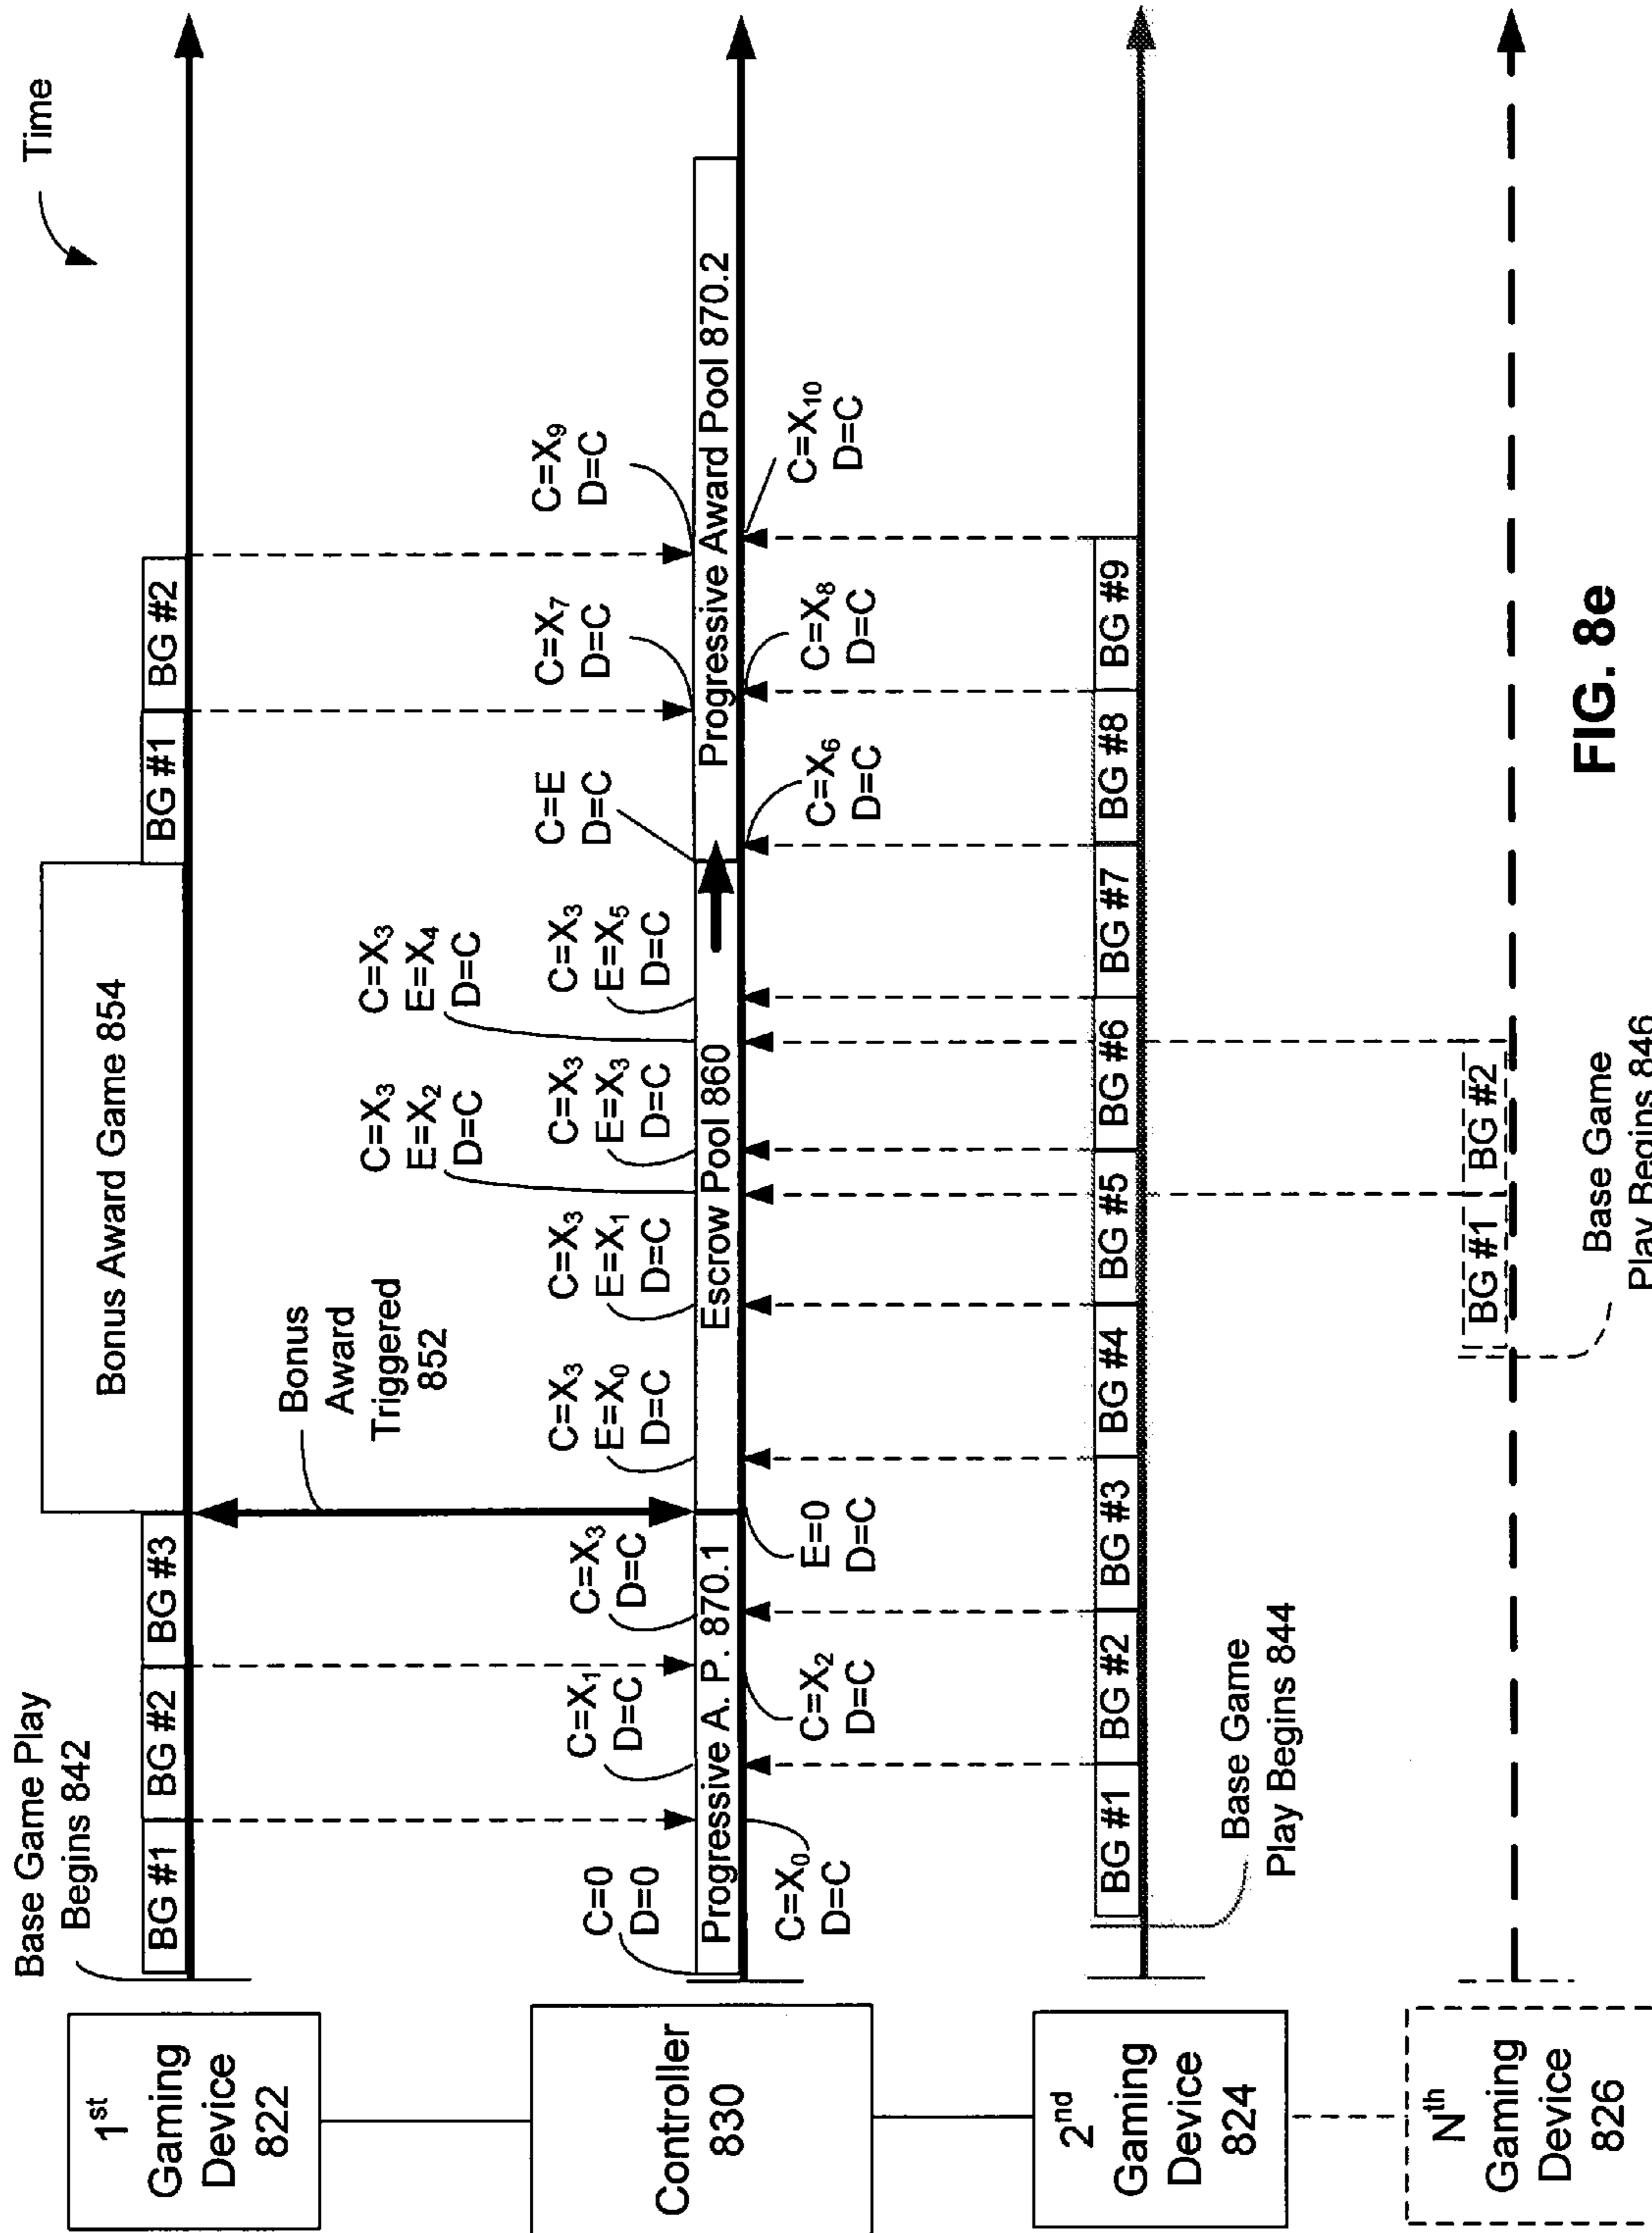 Time
Base Game Play
Begins 842
1st
Gaming
Device
822
BG #1
BG #2
BG #3
Bonus Award Game 854
BG #1
BG #2
Bonus
Award
Triggered
852
C=0
D=0
C=X1
D=C
C=X3
D=C
C=X3
E=X0
D=C
C=X3
E=X1
D=C
C=X3
E=X2
D=C
C=X3
E=X3
D=C
C=X3
E=X4
D=C
C=X3
E=X5
D=C
C=E
D=C
C=X7
D=C
C=X9
D=C
Controller
830
Progressive A. P. 870.1
Escrow Pool 860
Progressive Award Pool 870.2
C=X0
D=C
C=X2
D=C
E=0
D=C
C=X6
D=C
C=X8
D=C
C=X10
D=C
2nd
Gaming
Device
824
BG #1
BG #2
BG #3
BG #4
BG #5
BG #6
BG #7
BG #8
BG #9
Base Game
Play Begins 844
Nth
Gaming
Device
826
BG #1
BG #2
Base Game
Play Begins 846
FIG. 8e